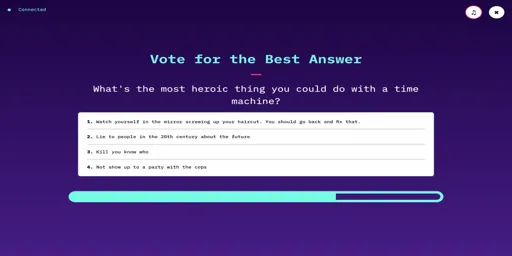 Connected
Vote for the Best Answer
What's the most heroic thing you could do with a time
machine?
1. Watch yourself in the mirror screwing up your haircut. You should go back and fix that.
2. Lie to people in the 20th century about the future
3. Kill you know who
4. Not show up to a party with the cops